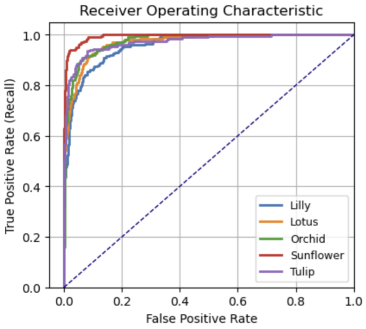 Receiver Operating Characteristic
1.0
0.8
0.6
0.4
0.2
0.0
True Positive Rate (Recall)
Lilly
Lotus
Orchid
Sunflower
Tulip
0.0 0.2 0.4 0.6 0.8 1.0
False Positive Rate